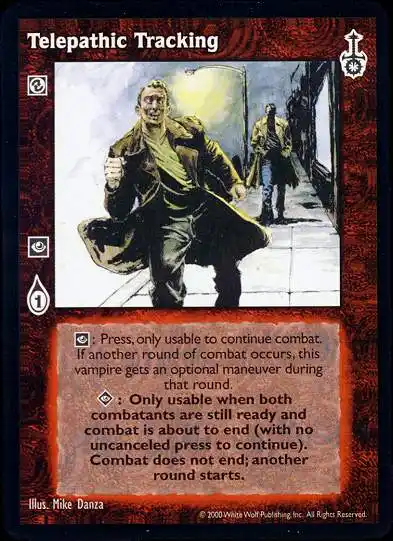 Telepathic Tracking
1
: Press, only usable to continue combat.
If another round of combat occurs, this
vampire gets an optional maneuver during
that round.
: Only usable when both
combatants are still ready and
combat is about to end (with no
uncanceled press to continue).
Combat does not end; another
round starts.
Illus. Mike Danza
© 2000 White Wolf Publishing, Inc. All Rights Reserved.